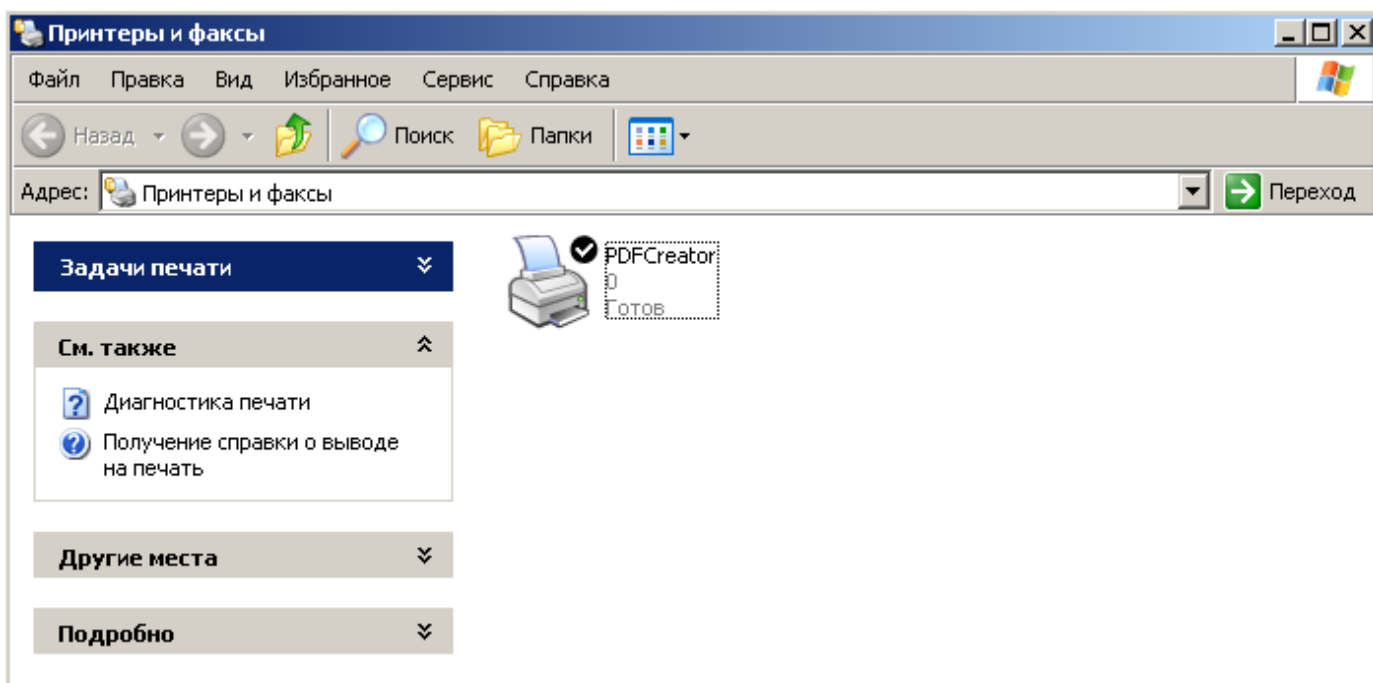 Принтеры и факсы
Файл Правка Вид Избранное Сервис Справка
Назад Поиск Папки
Адрес: Принтеры и факсы Переход
Задачи печати
PDFCreator
0
Готов
См. также
Диагностика печати
Получение справки о выводе
на печать
Другие места
Подробно